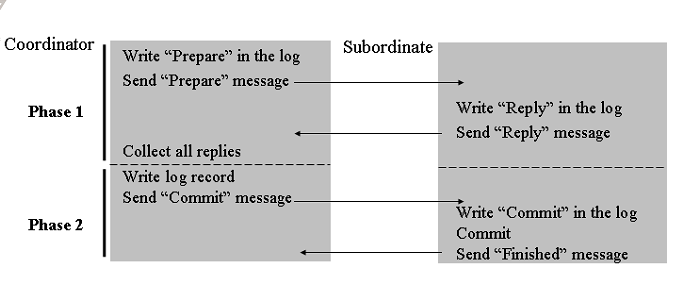 Coordinator
Subordinate
Write “Prepare” in the log
Send “Prepare” message
Phase 1
Write “Reply” in the log
Send “Reply” message
Collect all replies
Write log record
Send “Commit” message
Phase 2
Write “Commit” in the log
Commit
Send “Finished” message